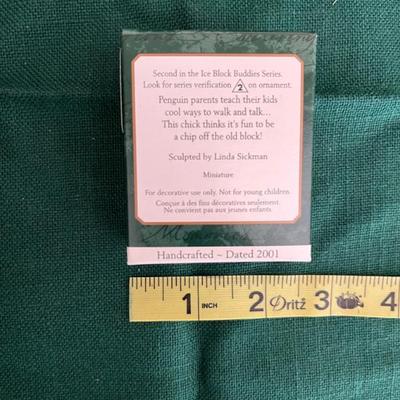 Second in the Ice Block Buddies Series.
Look for series verification 2 on ornament.
Penguin parents teach their kids
cool ways to walk and talk...
This chick thinks it's fun to be
a chip off the old block!
Sculpted by Linda Sickman
Miniature
For decorative use only. Not for young children.
Conçue à des fins décoratives seulement.
Ne convient pas aux jeunes enfants.
Handcrafted ~ Dated 2001
1 INCH 2 Dritz 3 4